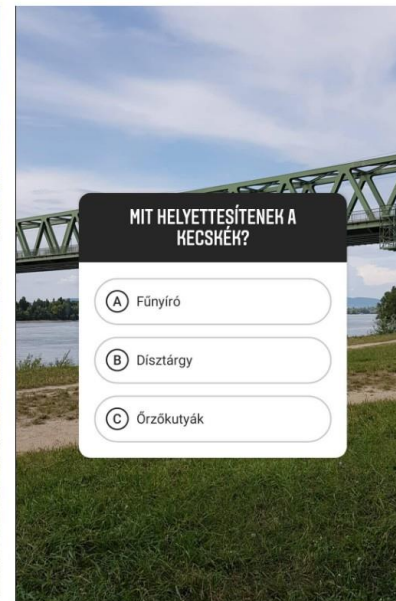 MIT HELYETTESÍTENEK A
KECSKÉK?
A Fűnyíró
B Dísztárgy
C Őrzőkutyák